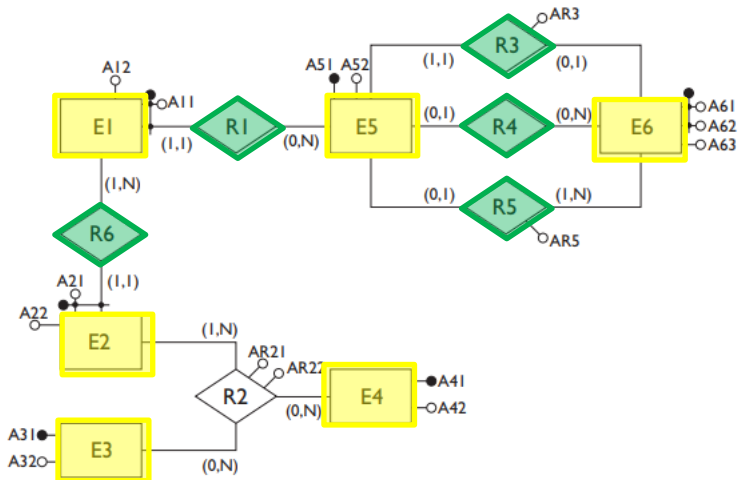 AR3
R3
(1,1)
(0,1)
A12
A51
A52
A11
A61
E1
R1
E5
(0,1)
R4
(0,N)
E6
A62
(1,1)
(0,N)
A63
(1,N)
(0,1)
R5
(1,N)
R6
AR5
A21
(1,1)
A22
E2
(1,N)
AR21
AR22
R2
E4
A41
(0,N)
A42
A31
E3
A32
(0,N)